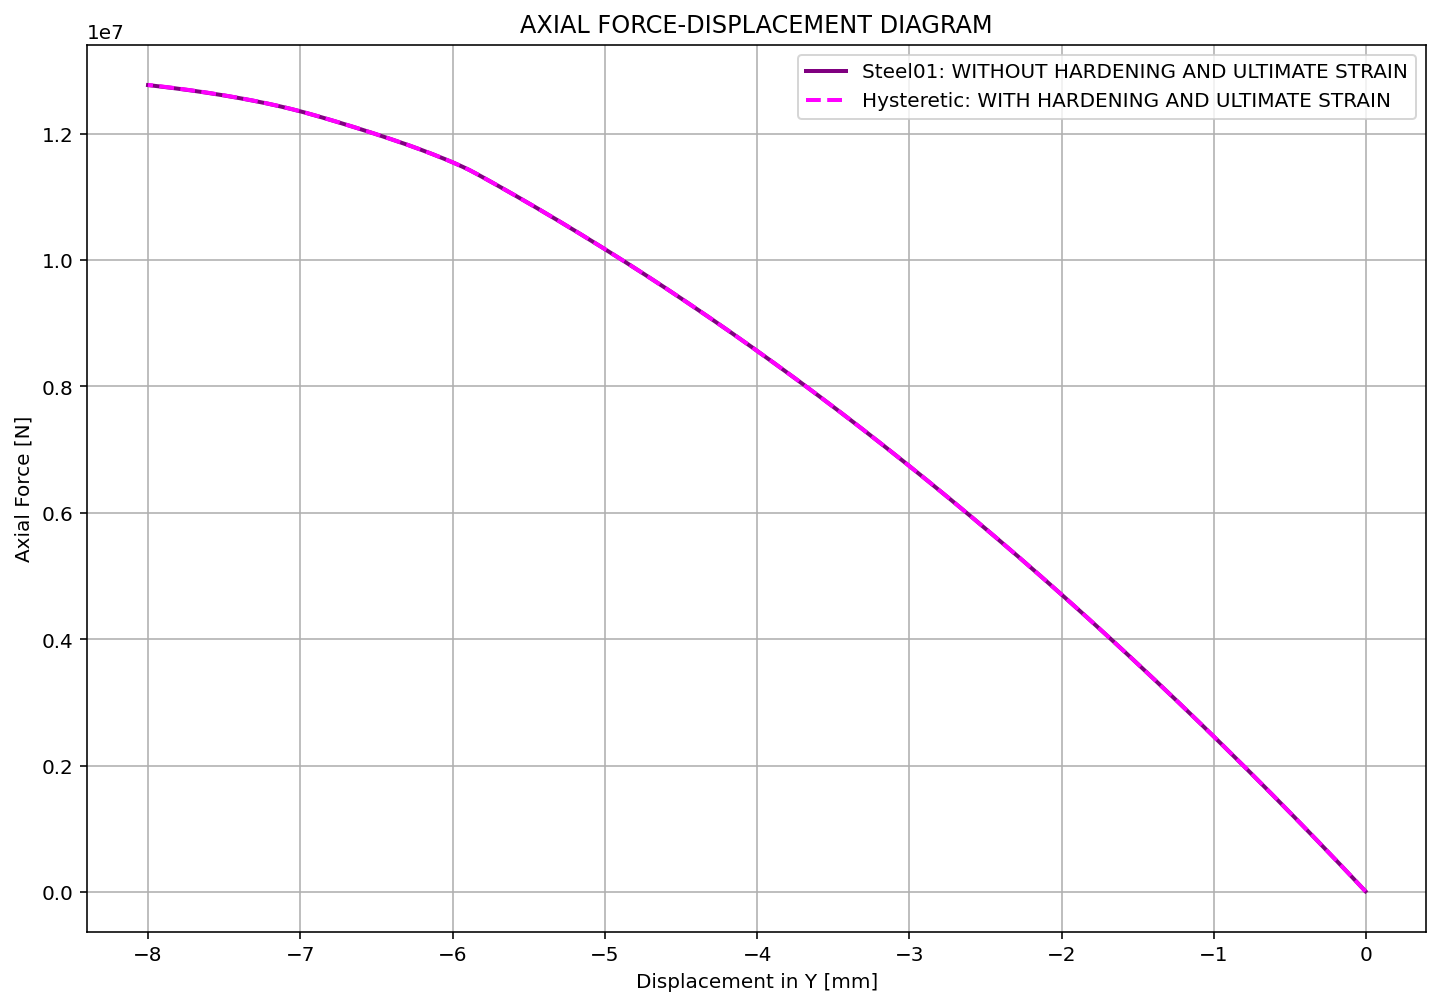 AXIAL FORCE-DISPLACEMENT DIAGRAM
1e7
Steel01: WITHOUT HARDENING AND ULTIMATE STRAIN
Hysteretic: WITH HARDENING AND ULTIMATE STRAIN
1.2
1.0
0.8
0.6
0.4
0.2
0.0
Axial Force [N]
−8 −7 −6 −5 −4 −3 −2 −1 0
Displacement in Y [mm]